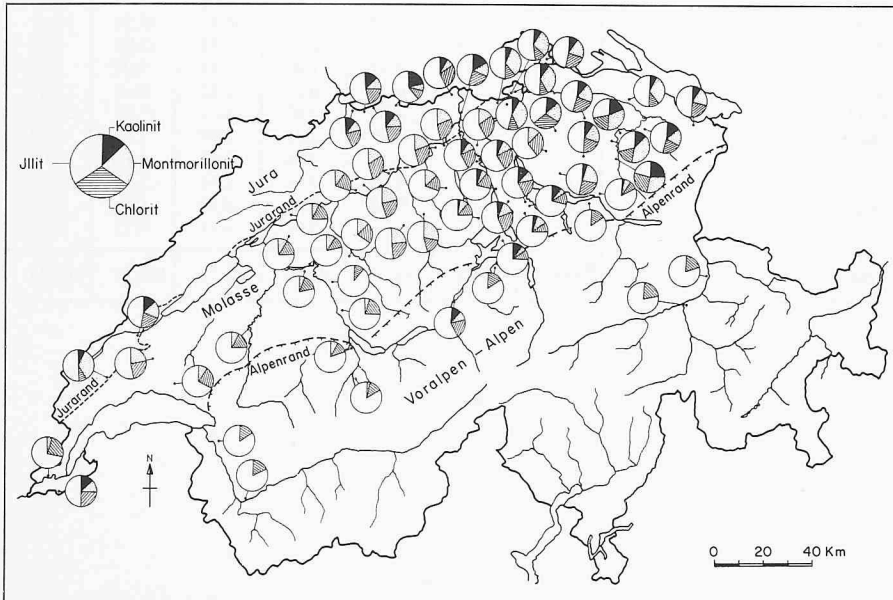 Kaolinit
Jllit
Montmorillonit
Chlorit
Jura
Jurarand
Alpenrand
Molasse
Voralpen - Alpen
Alpenrand
Jurarand
N
0 20 40 Km